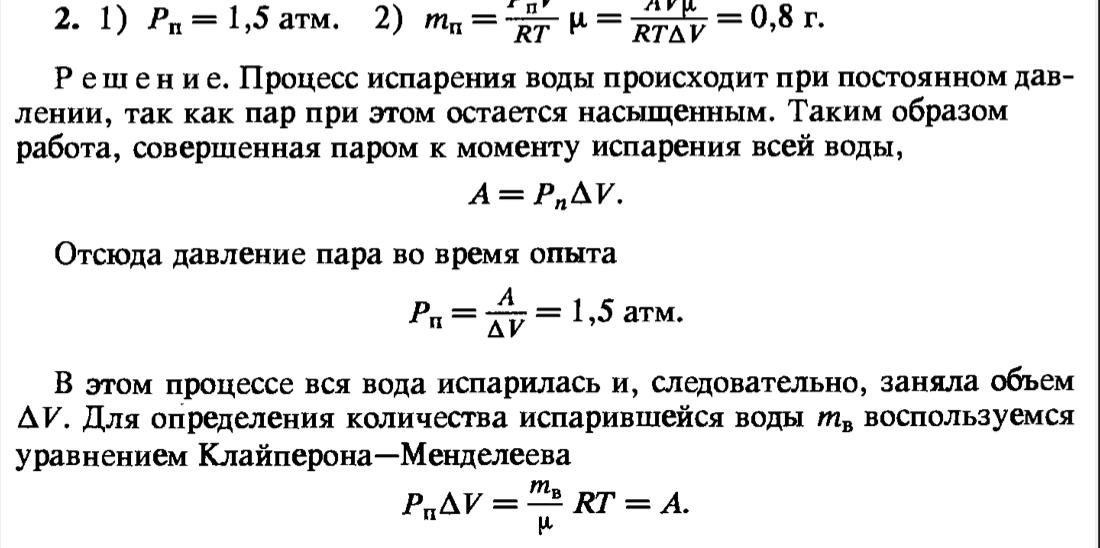 2. 1) Pп = 1,5 атм. 2) mп = PпV/RT μ = AVμ/RTΔV = 0,8 г.
Решение. Процесс испарения воды происходит при постоянном дав-
лении, так как пар при этом остается насыщенным. Таким образом
работа, совершенная паром к моменту испарения всей воды,
A = PnΔV.
Отсюда давление пара во время опыта
Pп = A/ΔV = 1,5 атм.
В этом процессе вся вода испарилась и, следовательно, заняла объем
ΔV. Для определения количества испарившейся воды mв воспользуемся
уравнением Клайперона—Менделеева
PпΔV = mв/μ RT = A.